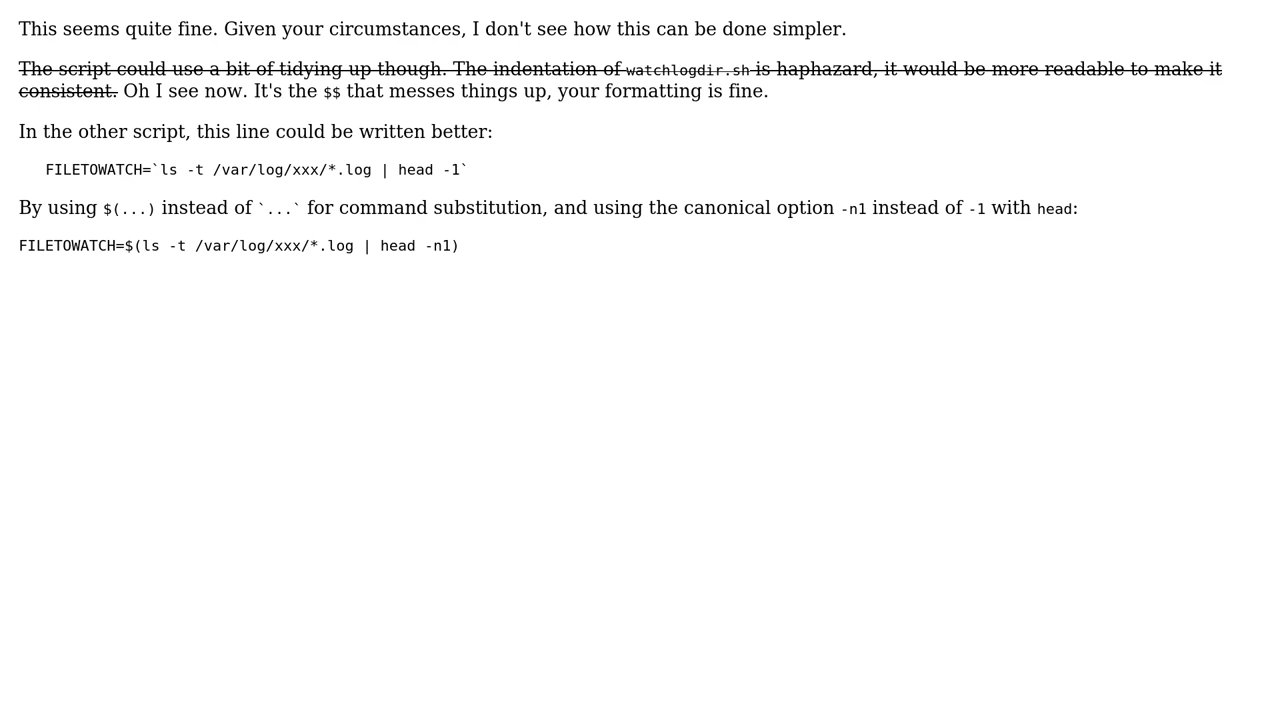 This seems quite fine. Given your circumstances, I don't see how this can be done simpler.
The script could use a bit of tidying up though. The indentation of watchlogdir.sh is haphazard, it would be more readable to make it
consistent. Oh I see now. It's the $$ that messes things up, your formatting is fine.
In the other script, this line could be written better:
FILETOWATCH=`ls -t /var/log/xxx/*.log | head -1`
By using $(...) instead of `...` for command substitution, and using the canonical option -n1 instead of -1 with head:
FILETOWATCH=$(ls -t /var/log/xxx/*.log | head -n1)